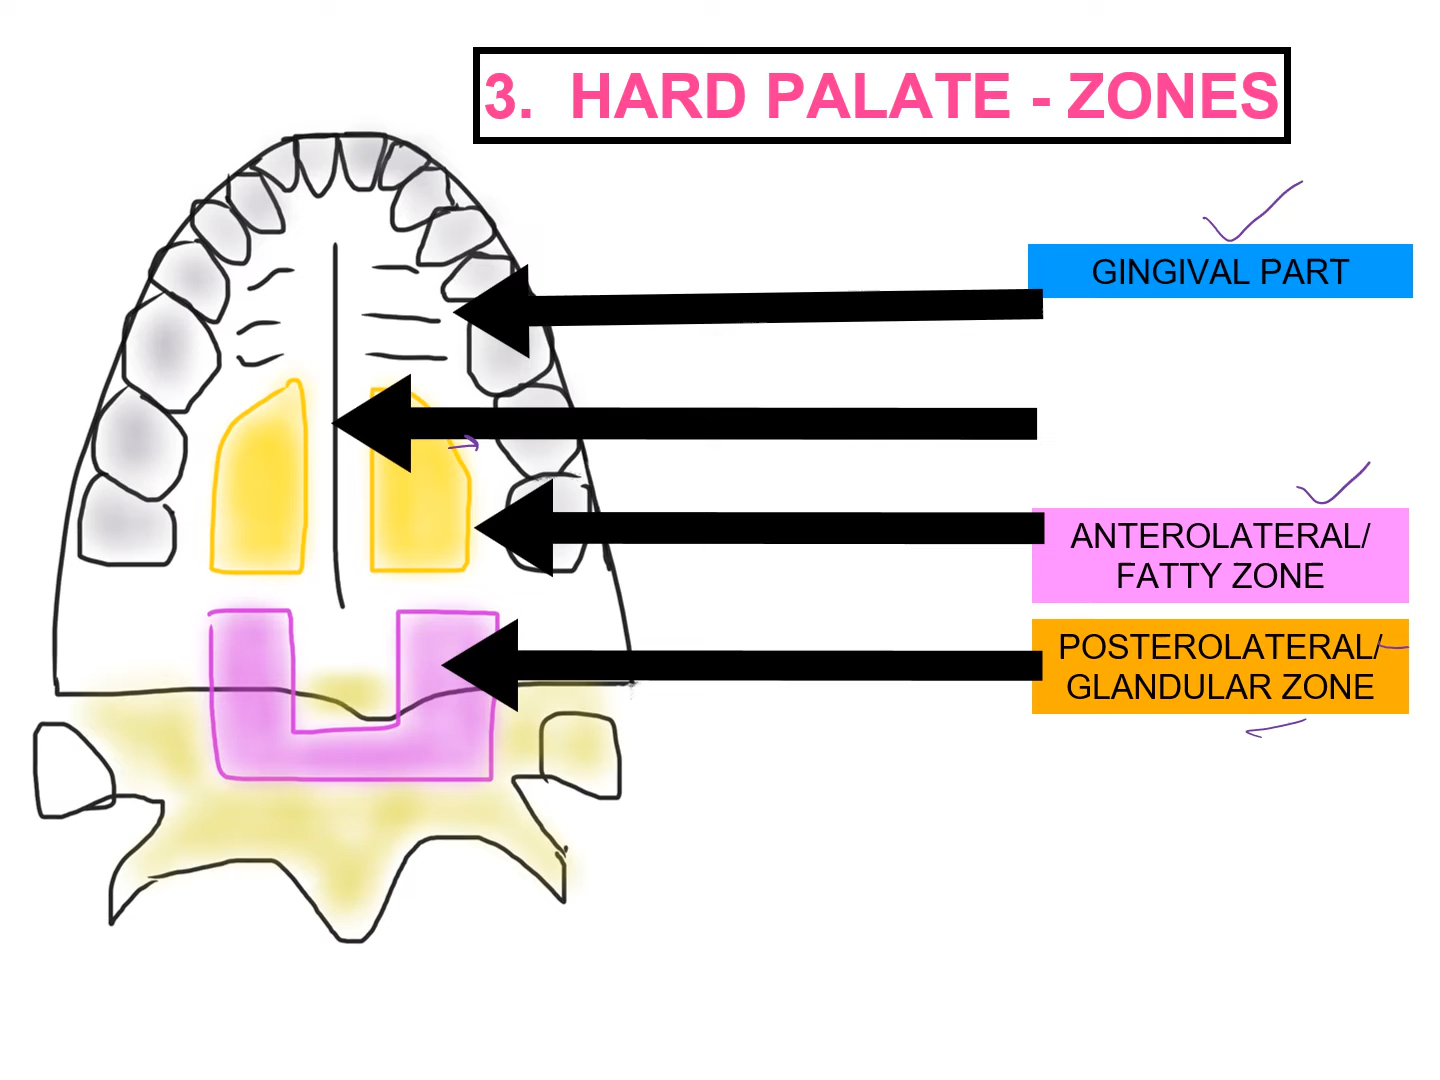 3. HARD PALATE - ZONES
GINGIVAL PART
ANTEROLATERAL/
FATTY ZONE
POSTEROLATERAL/
GLANDULAR ZONE